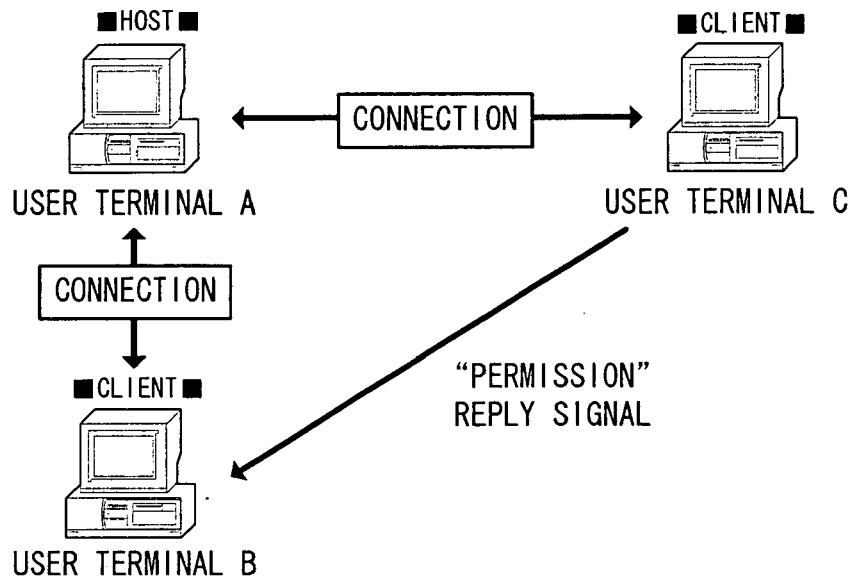 ■HOST■
■CLIENT■
CONNECTION
USER TERMINAL A
USER TERMINAL C
CONNECTION
■CLIENT■
“PERMISSION”
REPLY SIGNAL
USER TERMINAL B